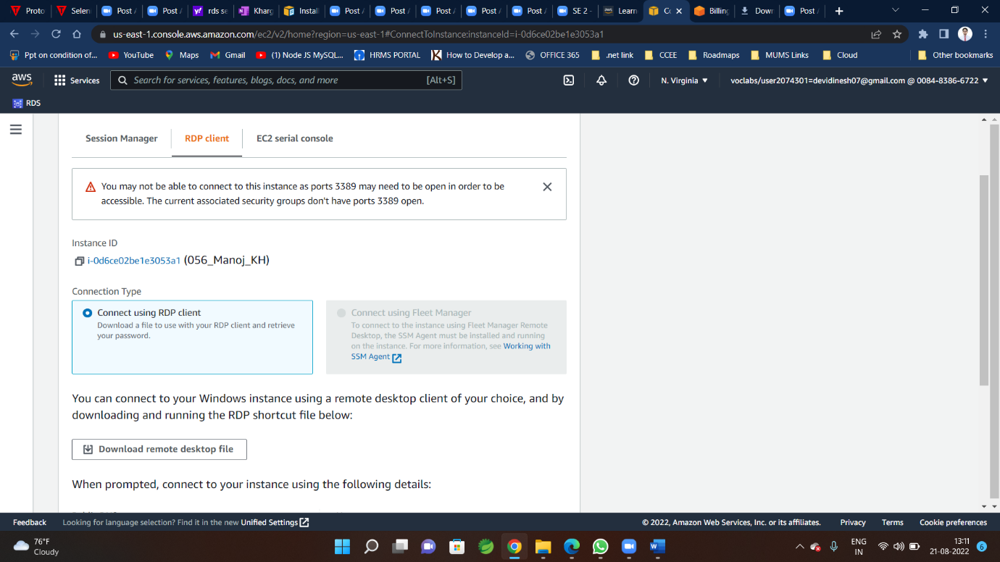 Proto
Selen
Post /
Post /
rds se
Kharg
Instal
Post /
Post /
Post /
Post /
Post /
SE 2 -
Learn
Co
Billing
Down
Post /
us-east-1.console.aws.amazon.com/ec2/v2/home?region=us-east-1#ConnectToInstance:instanceId=i-0d6ce02be1e3053a1
Ppt on condition of...
YouTube
Maps
Gmail
(1) Node JS MySQL...
HRMS PORTAL
How to Develop a...
OFFICE 365
.net link
CCEE
Roadmaps
MUMS Links
Cloud
Other bookmarks
aws
Services
Search for services, features, blogs, docs, and more
[Alt+S]
N. Virginia
voclabs/user2074301=devidinesh07@gmail.com @ 0084-8386-6722
RDS
Session Manager
RDP client
EC2 serial console
You may not be able to connect to this instance as ports 3389 may need to be open in order to be
accessible. The current associated security groups don't have ports 3389 open.
Instance ID
i-0d6ce02be1e3053a1 (056_Manoj_KH)
Connection Type
Connect using RDP client
Download a file to use with your RDP client and retrieve
your password.
Connect using Fleet Manager
To connect to the instance using Fleet Manager Remote
Desktop, the SSM Agent must be installed and running
on the instance. For more information, see Working with
SSM Agent
You can connect to your Windows instance using a remote desktop client of your choice, and by
downloading and running the RDP shortcut file below:
Download remote desktop file
When prompted, connect to your instance using the following details:
Feedback
Looking for language selection? Find it in the new Unified Settings
© 2022, Amazon Web Services, Inc. or its affiliates.
Privacy
Terms
Cookie preferences
76°F
Cloudy
ENG
IN
13:11
21-08-2022
6